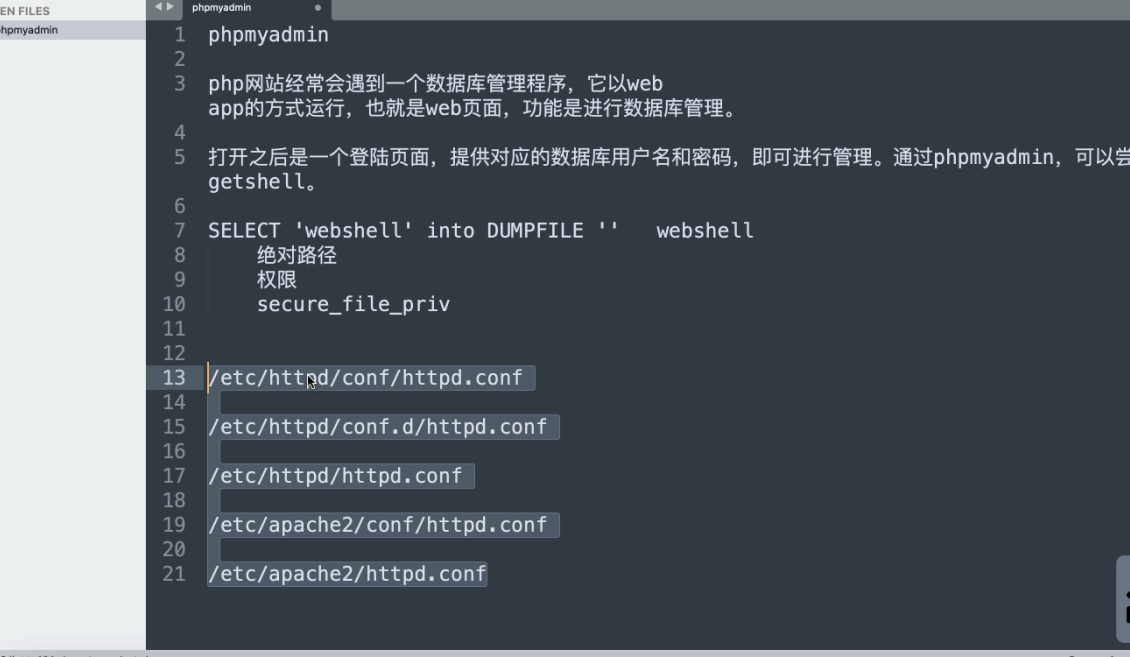 EN FILES
phpmyadmin
phpmyadmin
1 phpmyadmin
2
3 php网站经常会遇到一个数据库管理程序，它以web
app的方式运行，也就是web页面，功能是进行数据库管理。
4
5 打开之后是一个登陆页面，提供对应的数据库用户名和密码，即可进行管理。通过phpmyadmin，可以尝
getshell。
6
7 SELECT 'webshell' into DUMPFILE '' webshell
8 绝对路径
9 权限
10 secure_file_priv
11
12
13 /etc/httpd/conf/httpd.conf
14
15 /etc/httpd/conf.d/httpd.conf
16
17 /etc/httpd/httpd.conf
18
19 /etc/apache2/conf/httpd.conf
20
21 /etc/apache2/httpd.conf